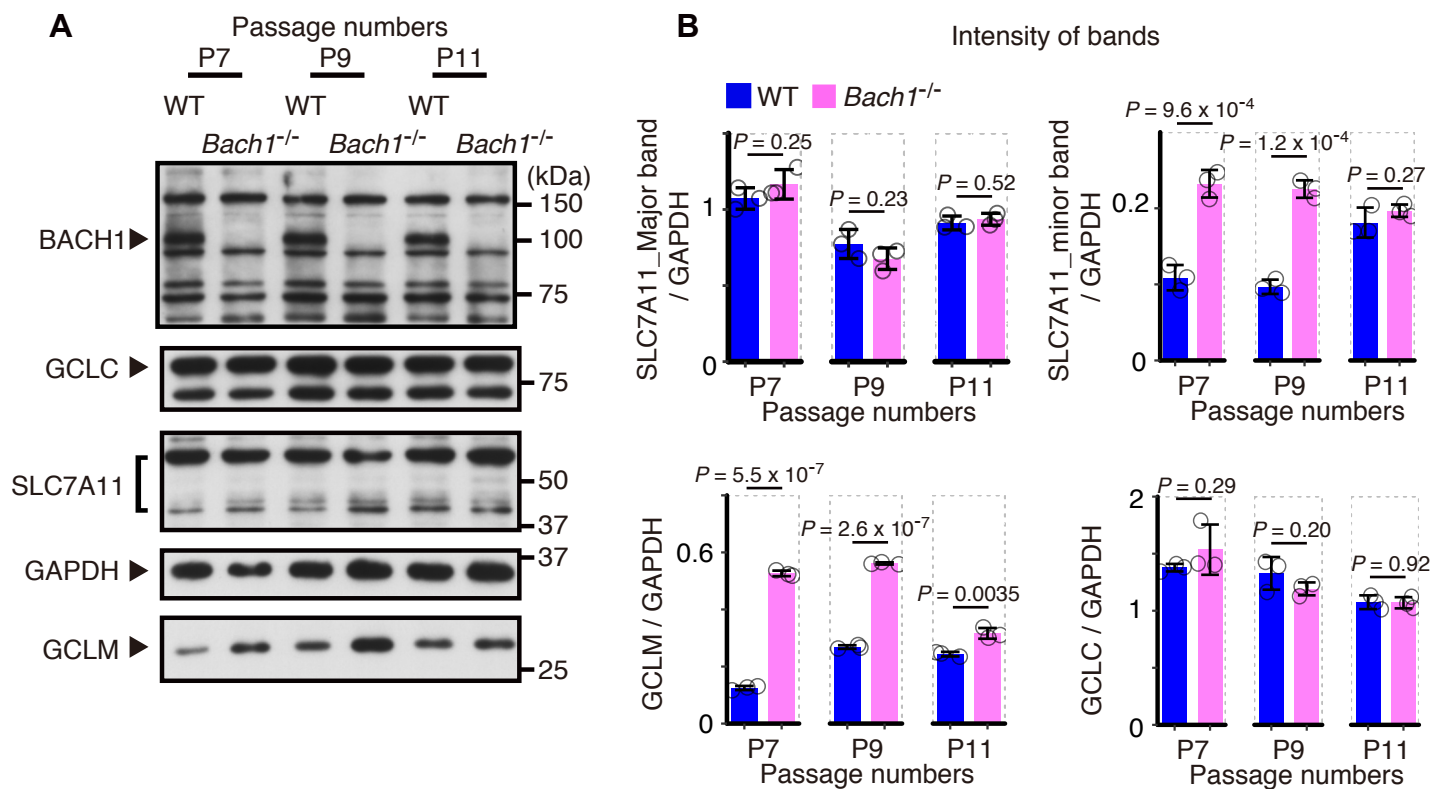 A
Passage numbers
P7 P9 P11
WT WT WT
Bach1-/- Bach1-/- Bach1-/-
(kDa)
150
BACH1
100
75
GCLC
75
SLC7A11
50
37
GAPDH
37
GCLM
25
B
Intensity of bands
WT Bach1-/-
SLC7A11_Major band
/ GAPDH
1
0
P = 0.25
P = 0.23
P = 0.52
P7 P9 P11
Passage numbers
SLC7A11_minor band
/ GAPDH
0.2
0
P = 9.6 x 10-4
P = 1.2 x 10-4
P = 0.27
P7 P9 P11
Passage numbers
GCLM / GAPDH
0.6
0
P = 5.5 x 10-7
P = 2.6 x 10-7
P = 0.0035
P7 P9 P11
Passage numbers
GCLC / GAPDH
2
1
0
P = 0.29
P = 0.20
P = 0.92
P7 P9 P11
Passage numbers